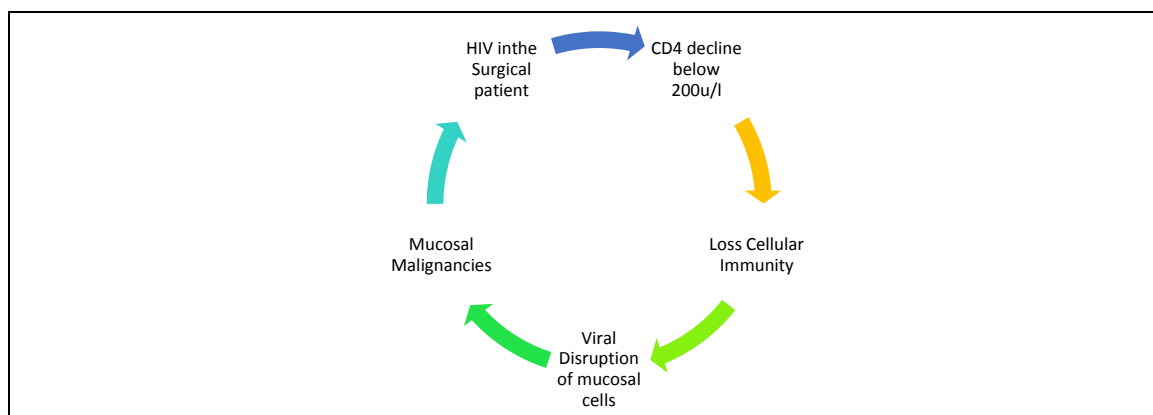 HIV inthe
Surgical
patient
CD4 decline
below
200u/l
Loss Cellular
Immunity
Viral
Disruption
of mucosal
cells
Mucosal
Malignancies